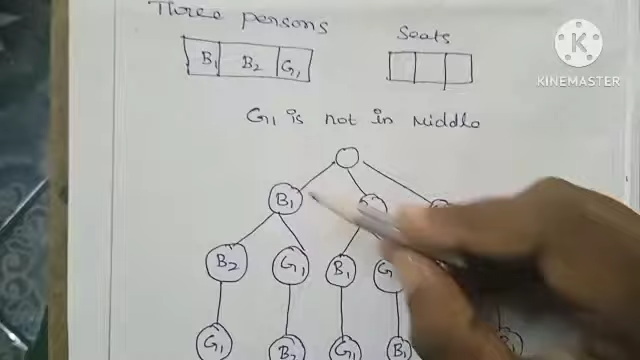 Three persons
B1 B2 G1
Seats
G1 is not in Middle
B1
B2 G1 B1 G
G1 B2 G1 B1
K
KINEMASTER